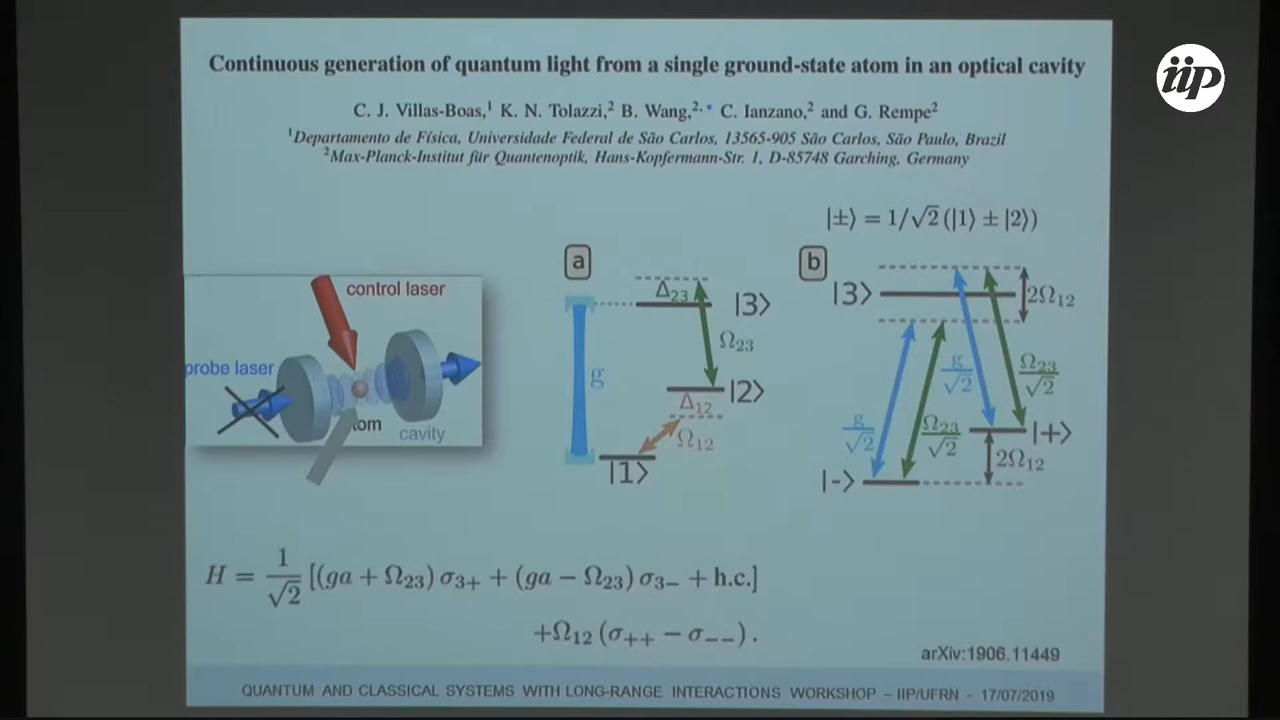 iip
Continuous generation of quantum light from a single ground-state atom in an optical cavity
C. J. Villas-Boas,¹ K. N. Tolazzi,² B. Wang,²,* C. Ianzano,² and G. Rempe²
¹Departamento de Física, Universidade Federal de São Carlos, 13565-905 São Carlos, São Paulo, Brazil
²Max-Planck-Institut für Quantenoptik, Hans-Kopfermann-Str. 1, D-85748 Garching, Germany
|±⟩ = 1/√2 (|1⟩ ± |2⟩)
control laser
probe laser
tom
cavity
a
Δ23
|3⟩
Ω23
g
|2⟩
Δ12
Ω12
|1⟩
b
|3⟩
2Ω12
g/√2
Ω23/√2
g/√2
Ω23/√2
|+⟩
2Ω12
|-⟩
H = 1/√2 [(ga + Ω23) σ3+ + (ga − Ω23) σ3− + h.c.]
+Ω12 (σ++ − σ−−) .
arXiv:1906.11449
QUANTUM AND CLASSICAL SYSTEMS WITH LONG-RANGE INTERACTIONS WORKSHOP – IIP/UFRN - 17/07/2019